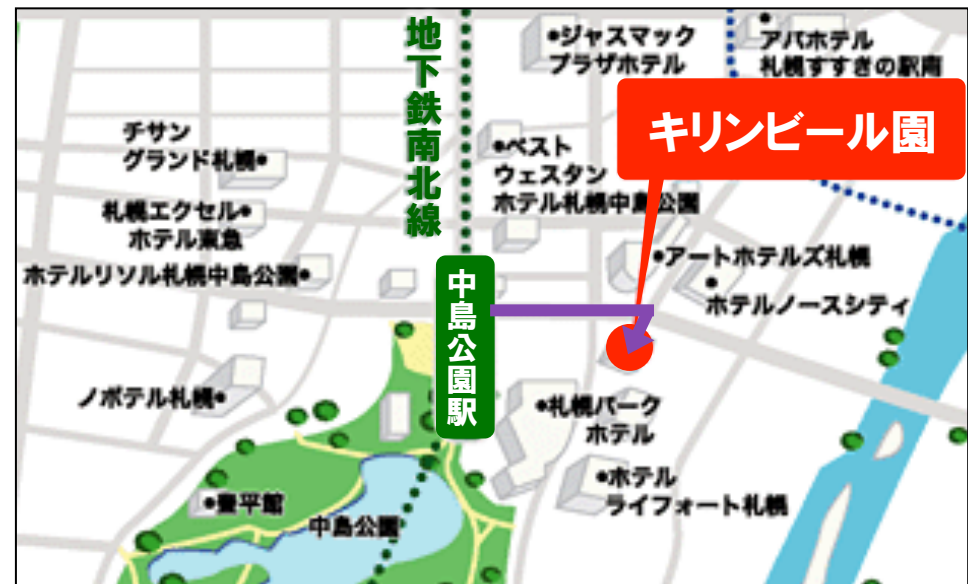 地下鉄南北線
•ジャスマック
プラザホテル
アパホテル
札幌すすきの駅南
キリンビール園
チサン
グランド札幌•
•ベスト
ウェスタン
ホテル札幌中島公園
札幌エクセル•
ホテル東急
•アートホテルズ札幌
ホテルリソル札幌中島公園•
ホテルノースシティ
中島公園駅
ノボテル札幌•
•札幌パーク
ホテル
•ホテル
ライフォート札幌
•豊平館
中島公園